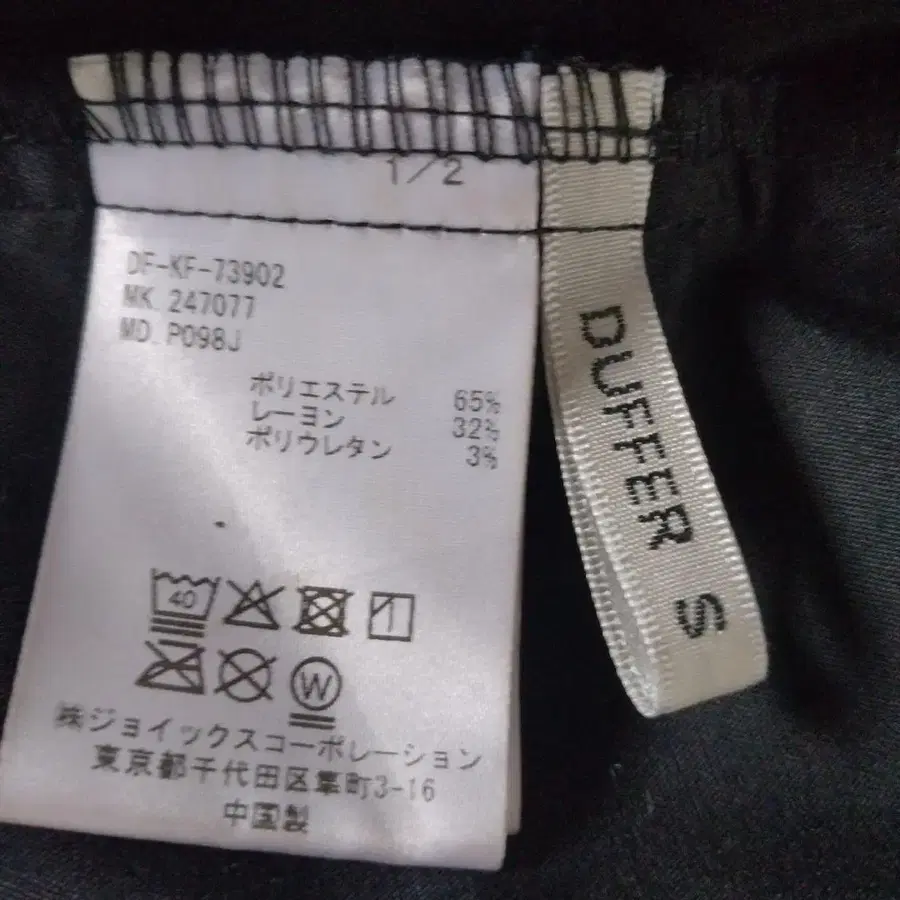 1/2
DF-KF-73902
MK.247077
MD.P098J
ポリエステル 65%
レーヨン 32%
ポリウレタン 3%
40
W
㈱ジョイックスコーポレーション
東京都千代田区隼町3-16
中国製
DUFFER S